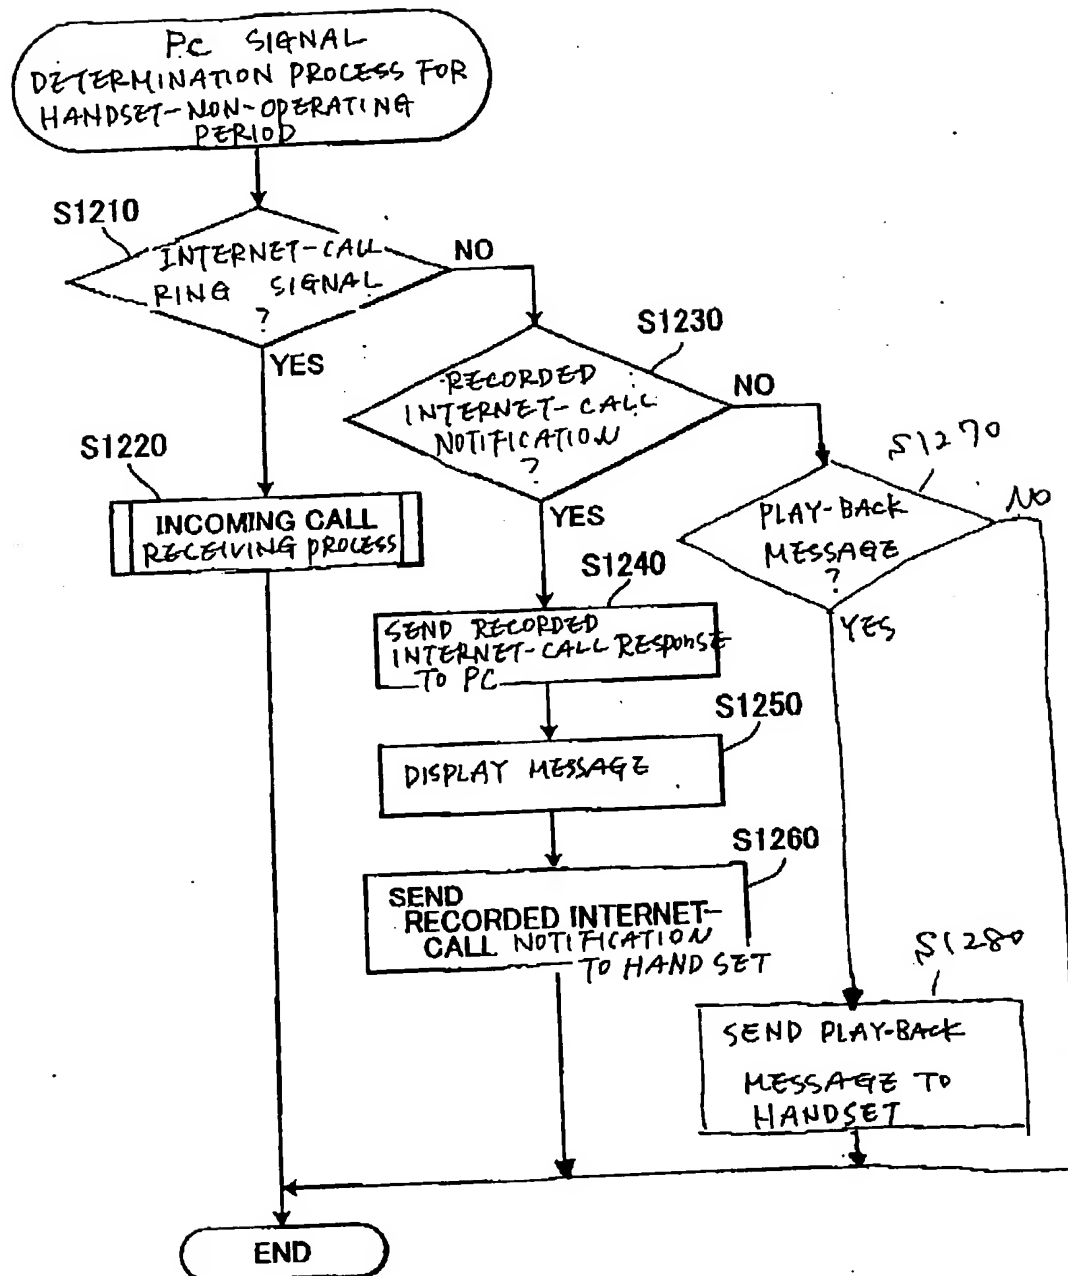 PC SIGNAL
DETERMINATION PROCESS FOR
HANDSET-NON-OPERATING
PERIOD
S1210
INTERNET-CALL
RING SIGNAL
?
NO
YES
S1230
RECORDED
INTERNET-CALL
NOTIFICATION
?
NO
YES
S1220
INCOMING CALL
RECEIVING PROCESS
S1270
PLAY-BACK
MESSAGE
?
NO
YES
S1240
SEND RECORDED
INTERNET-CALL RESPONSE
TO PC
S1250
DISPLAY MESSAGE
S1260
SEND
RECORDED INTERNET-
CALL NOTIFICATION
TO HANDSET
S1280
SEND PLAY-BACK
MESSAGE TO
HANDSET
END